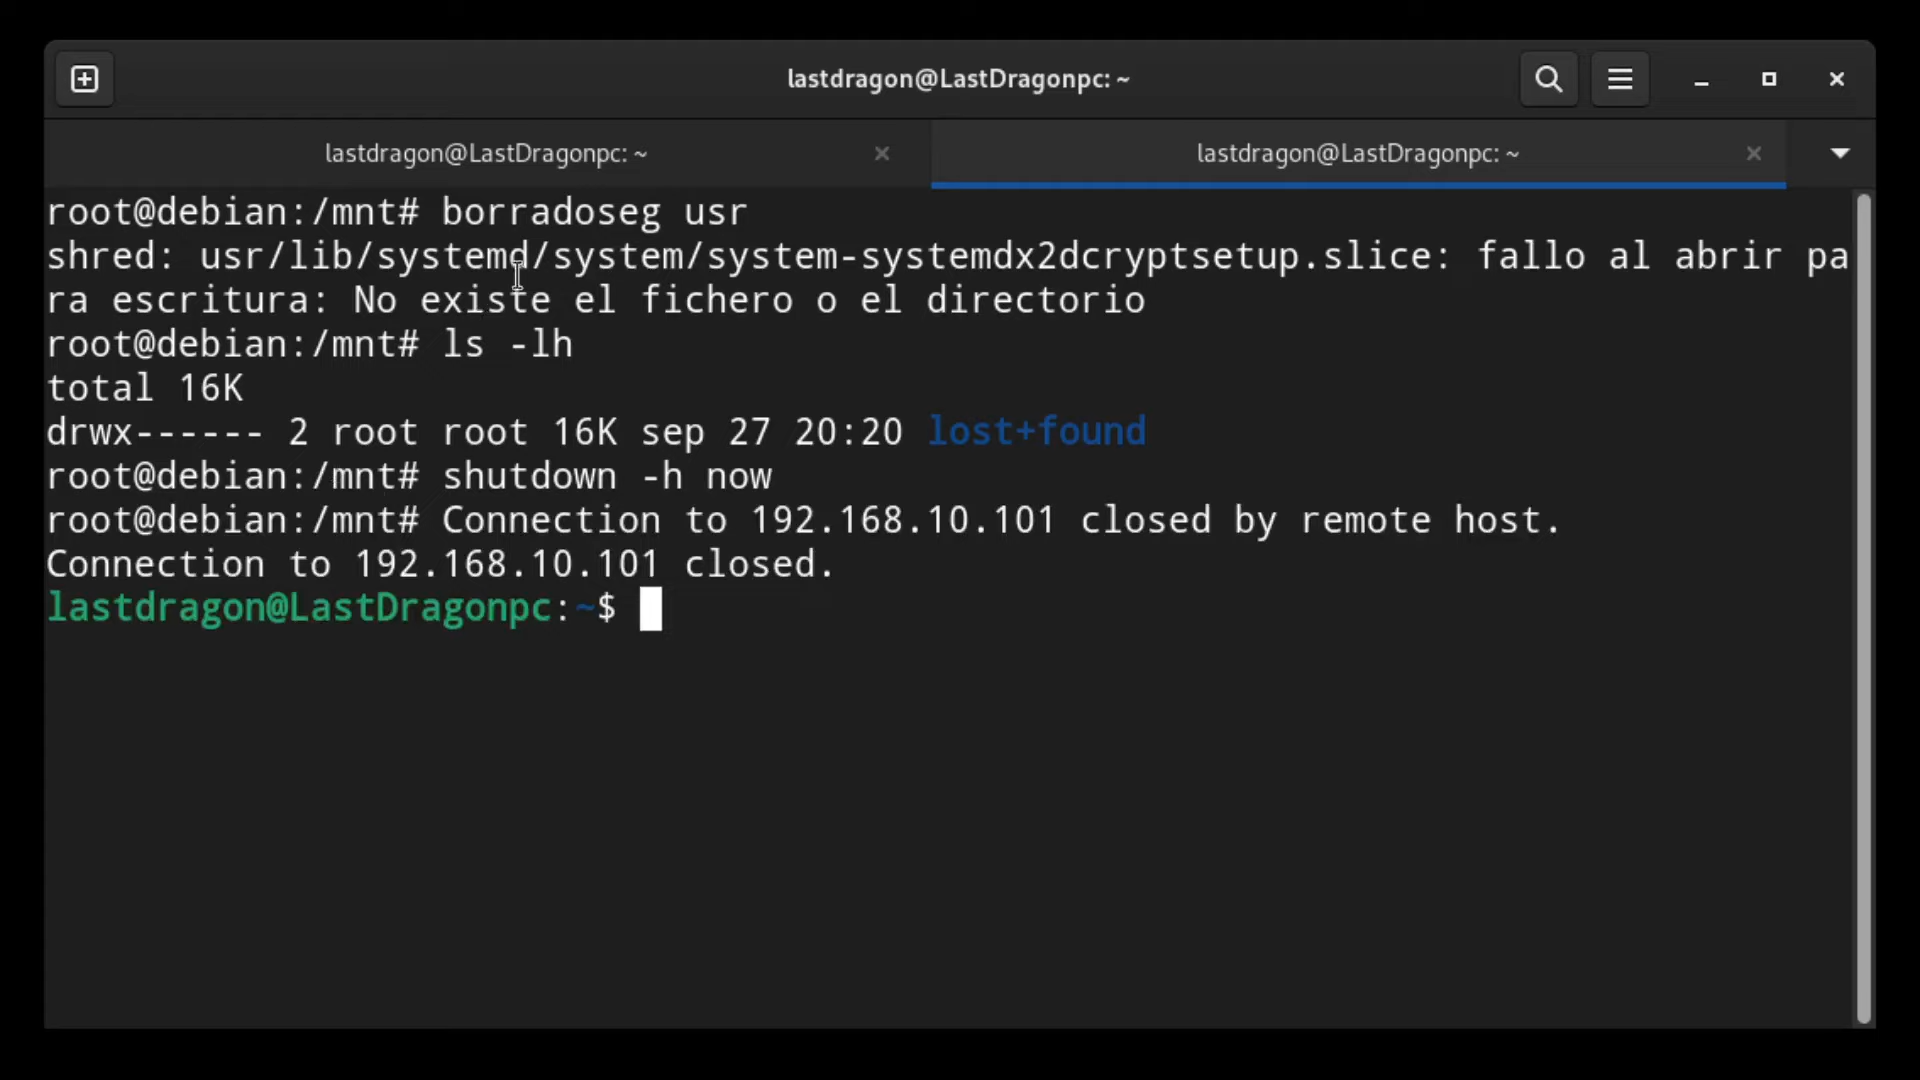 lastdragon@LastDragonpc: ~
lastdragon@LastDragonpc: ~
lastdragon@LastDragonpc: ~
root@debian:/mnt# borradoseg usr
shred: usr/lib/systemd/system/system-systemdx2dcryptsetup.slice: fallo al abrir pa
ra escritura: No existe el fichero o el directorio
root@debian:/mnt# ls -lh
total 16K
drwx------ 2 root root 16K sep 27 20:20 lost+found
root@debian:/mnt# shutdown -h now
root@debian:/mnt# Connection to 192.168.10.101 closed by remote host.
Connection to 192.168.10.101 closed.
lastdragon@LastDragonpc:~$